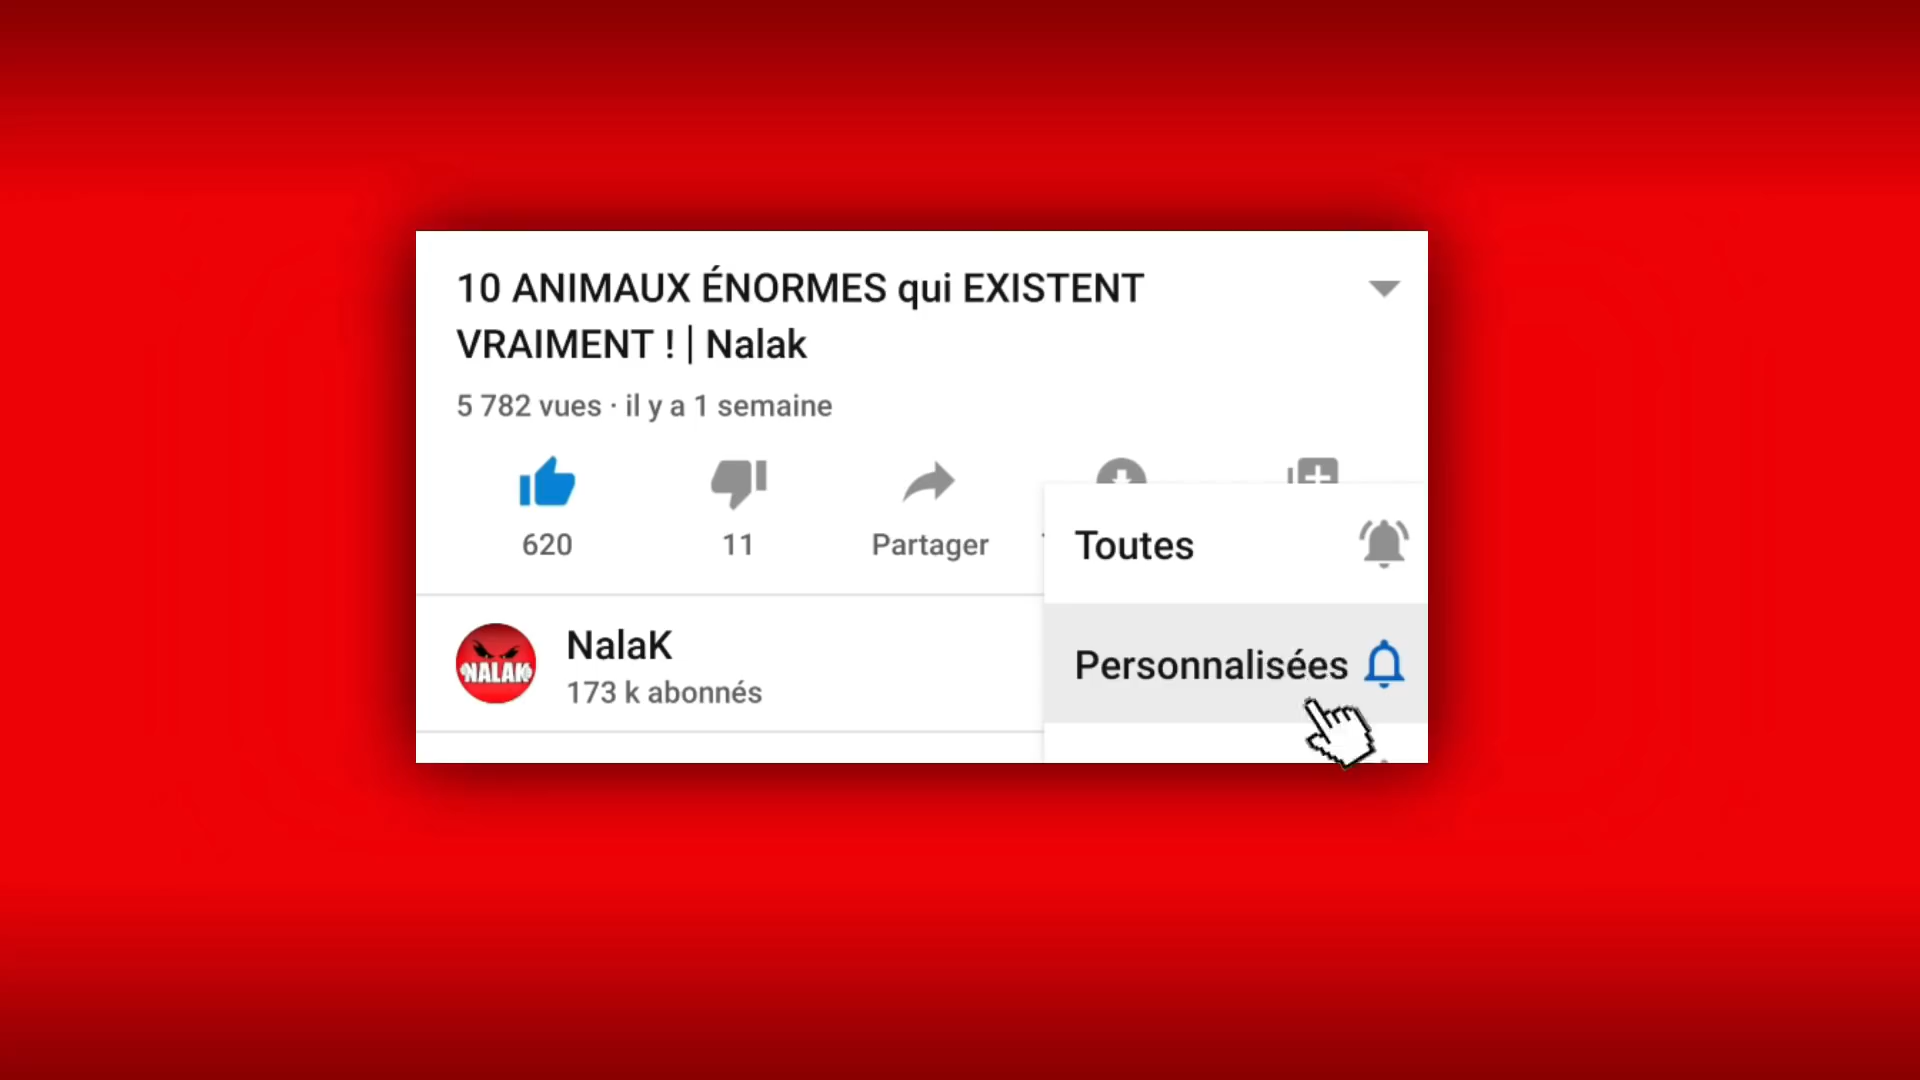 10 ANIMAUX ÉNORMES qui EXISTENT
VRAIMENT ! | Nalak
5 782 vues · il y a 1 semaine
620
11
Partager
Toutes
NalaK
173 k abonnés
NALAK
Personnalisées